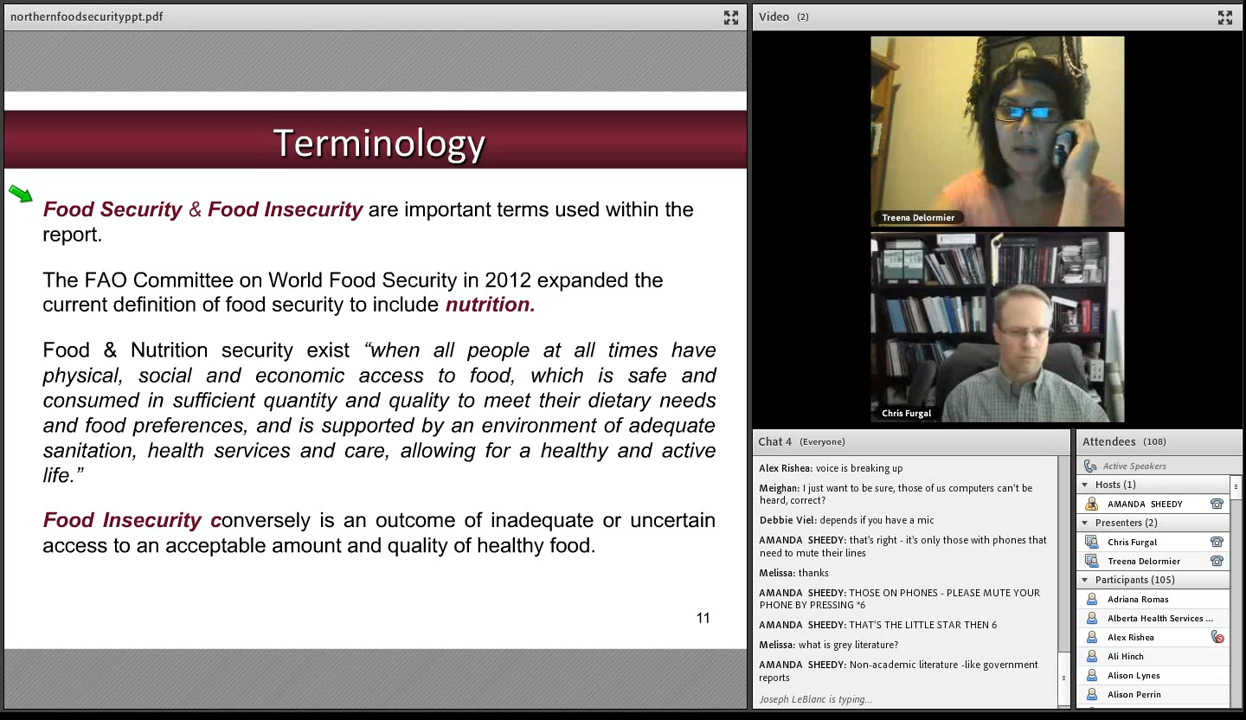 northernfoodsecurityppt.pdf
Terminology
Food Security & Food Insecurity are important terms used within the
report.
The FAO Committee on World Food Security in 2012 expanded the
current definition of food security to include nutrition.
Food & Nutrition security exist “when all people at all times have
physical, social and economic access to food, which is safe and
consumed in sufficient quantity and quality to meet their dietary needs
and food preferences, and is supported by an environment of adequate
sanitation, health services and care, allowing for a healthy and active
life.”
Food Insecurity conversely is an outcome of inadequate or uncertain
access to an acceptable amount and quality of healthy food.
11
Video (2)
Treena Delormier
Chris Furgal
Chat 4 (Everyone)
Alex Rishea: voice is breaking up
Meighan: I just want to be sure, those of us computers can't be
heard, correct?
Debbie Viel: depends if you have a mic
AMANDA SHEEDY: that's right - it's only those with phones that
need to mute their lines
Melissa: thanks
AMANDA SHEEDY: THOSE ON PHONES - PLEASE MUTE YOUR
PHONE BY PRESSING *6
AMANDA SHEEDY: THAT'S THE LITTLE STAR THEN 6
Melissa: what is grey literature?
AMANDA SHEEDY: Non-academic literature -like government
reports
Joseph LeBlanc is typing...
Attendees (108)
Active Speakers
Hosts (1)
AMANDA SHEEDY
Presenters (2)
Chris Furgal
Treena Delormier
Participants (105)
Adriana Romas
Alberta Health Services ...
Alex Rishea
Ali Hinch
Alison Lynes
Alison Perrin